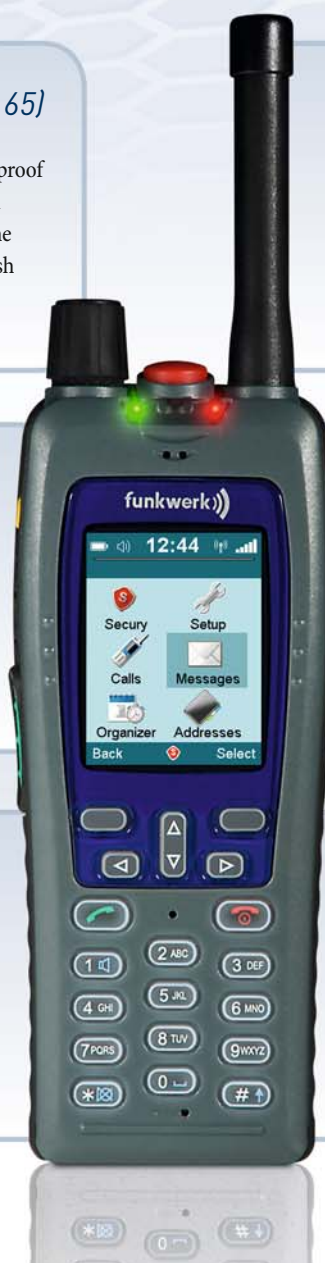 65)
proof
ne
sh
funkwerk
12:44
Secury Setup
Calls Messages
Organizer Addresses
Back S Select
1 2 ABC 3 DEF
4 GHI 5 JKL 6 MNO
7PQRS 8 TUV 9WXYZ
* 0 #